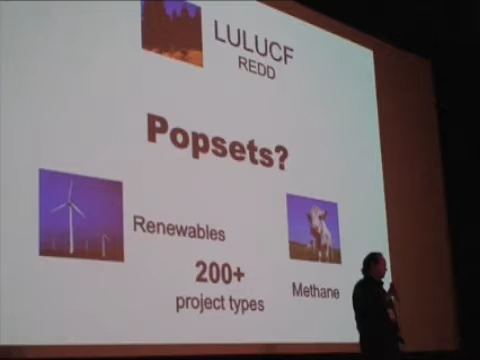 LULUCF
REDD
Popsets?
Renewables
200+
project types
Methane